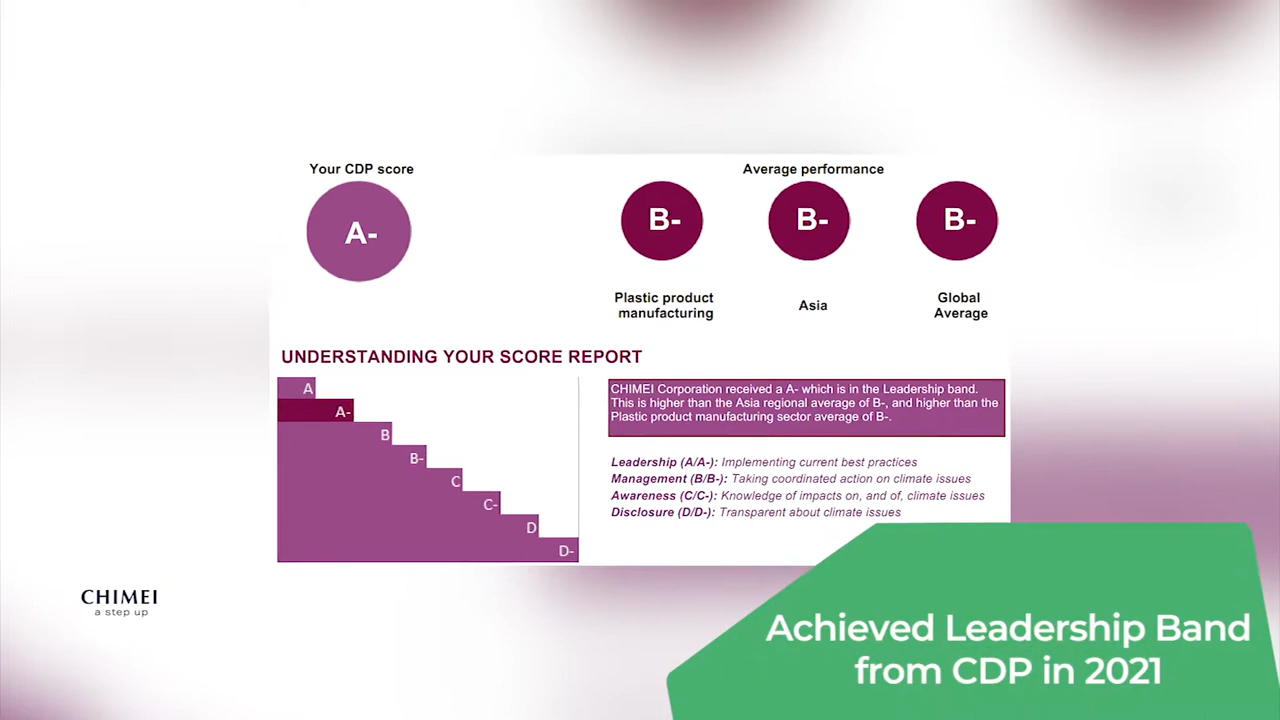 Your CDP score
A-
Average performance
B-
B-
B-
Plastic product
manufacturing
Asia
Global
Average
UNDERSTANDING YOUR SCORE REPORT
A
A-
B
B-
C
C-
D
D-
CHIMEI Corporation received a A- which is in the Leadership band.
This is higher than the Asia regional average of B-, and higher than the
Plastic product manufacturing sector average of B-.
Leadership (A/A-): Implementing current best practices
Management (B/B-): Taking coordinated action on climate issues
Awareness (C/C-): Knowledge of impacts on, and of, climate issues
Disclosure (D/D-): Transparent about climate issues
CHIMEI
a step up
Achieved Leadership Band
from CDP in 2021